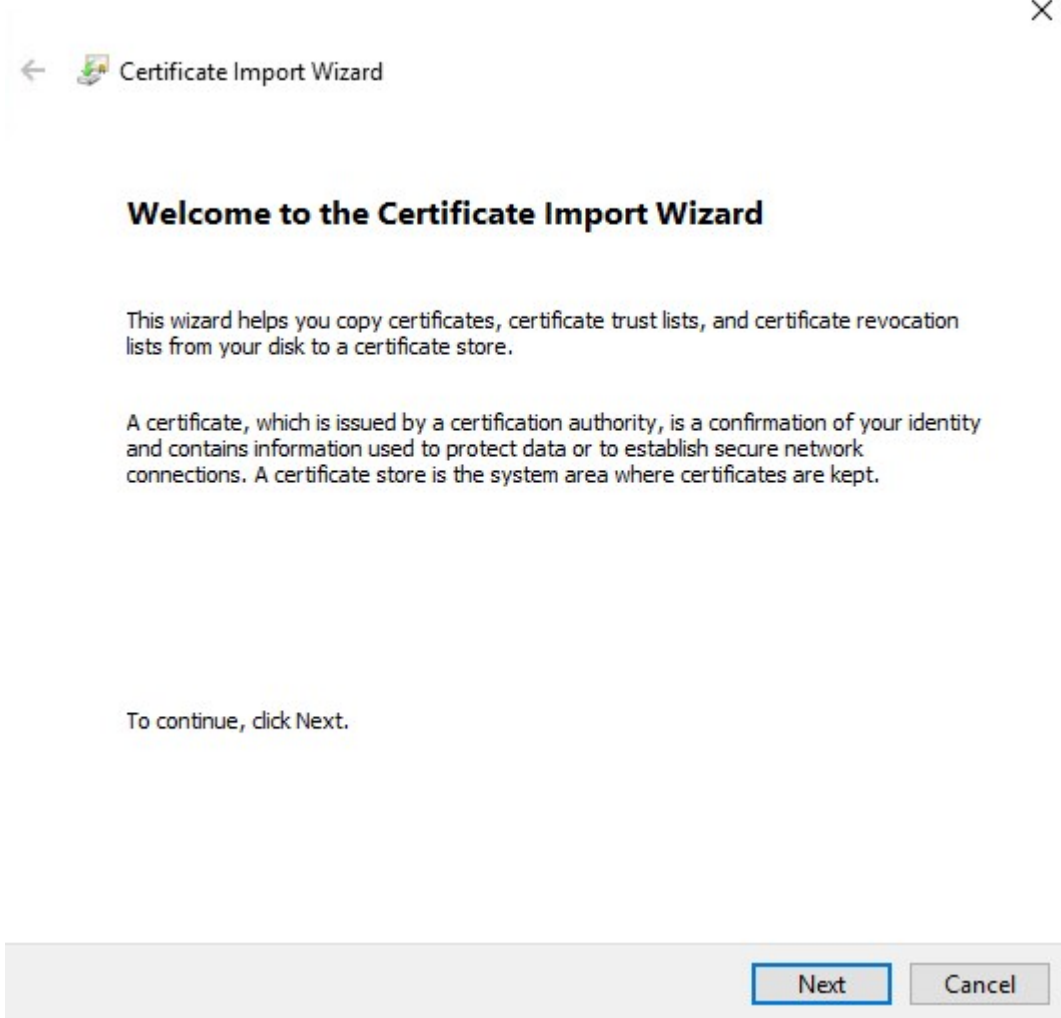 Certificate Import Wizard
Welcome to the Certificate Import Wizard
This wizard helps you copy certificates, certificate trust lists, and certificate revocation
lists from your disk to a certificate store.
A certificate, which is issued by a certification authority, is a confirmation of your identity
and contains information used to protect data or to establish secure network
connections. A certificate store is the system area where certificates are kept.
To continue, click Next.
Next
Cancel